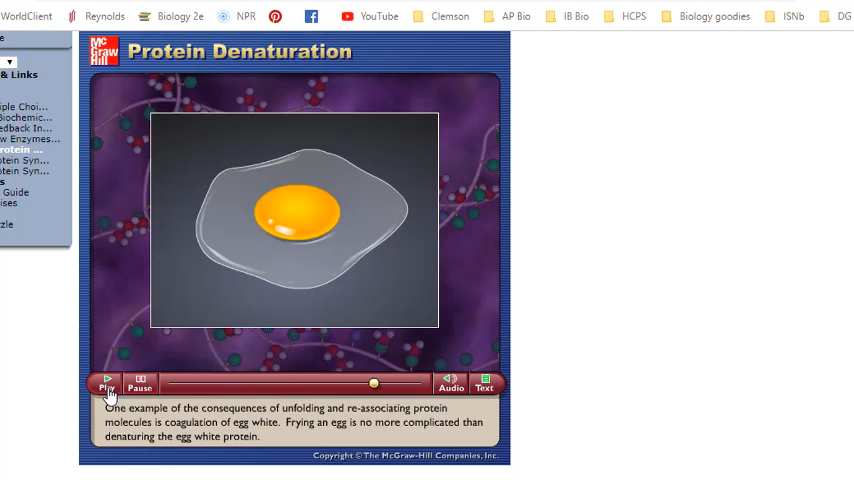 WorldClient Reynolds Biology 2e NPR YouTube Clemson AP Bio IB Bio HCPS Biology goodies ISNb DG
e
& Links
iple Choi...
Biochemic...
edback In...
w Enzymes...
rotein ...
otein Syn...
otein Syn...
s
Guide
ises
zzle
Mc
Graw
Hill
Protein Denaturation
Play Pause Audio Text
One example of the consequences of unfolding and re-associating protein
molecules is coagulation of egg white. Frying an egg is no more complicated than
denaturing the egg white protein.
Copyright © The McGraw-Hill Companies, Inc.